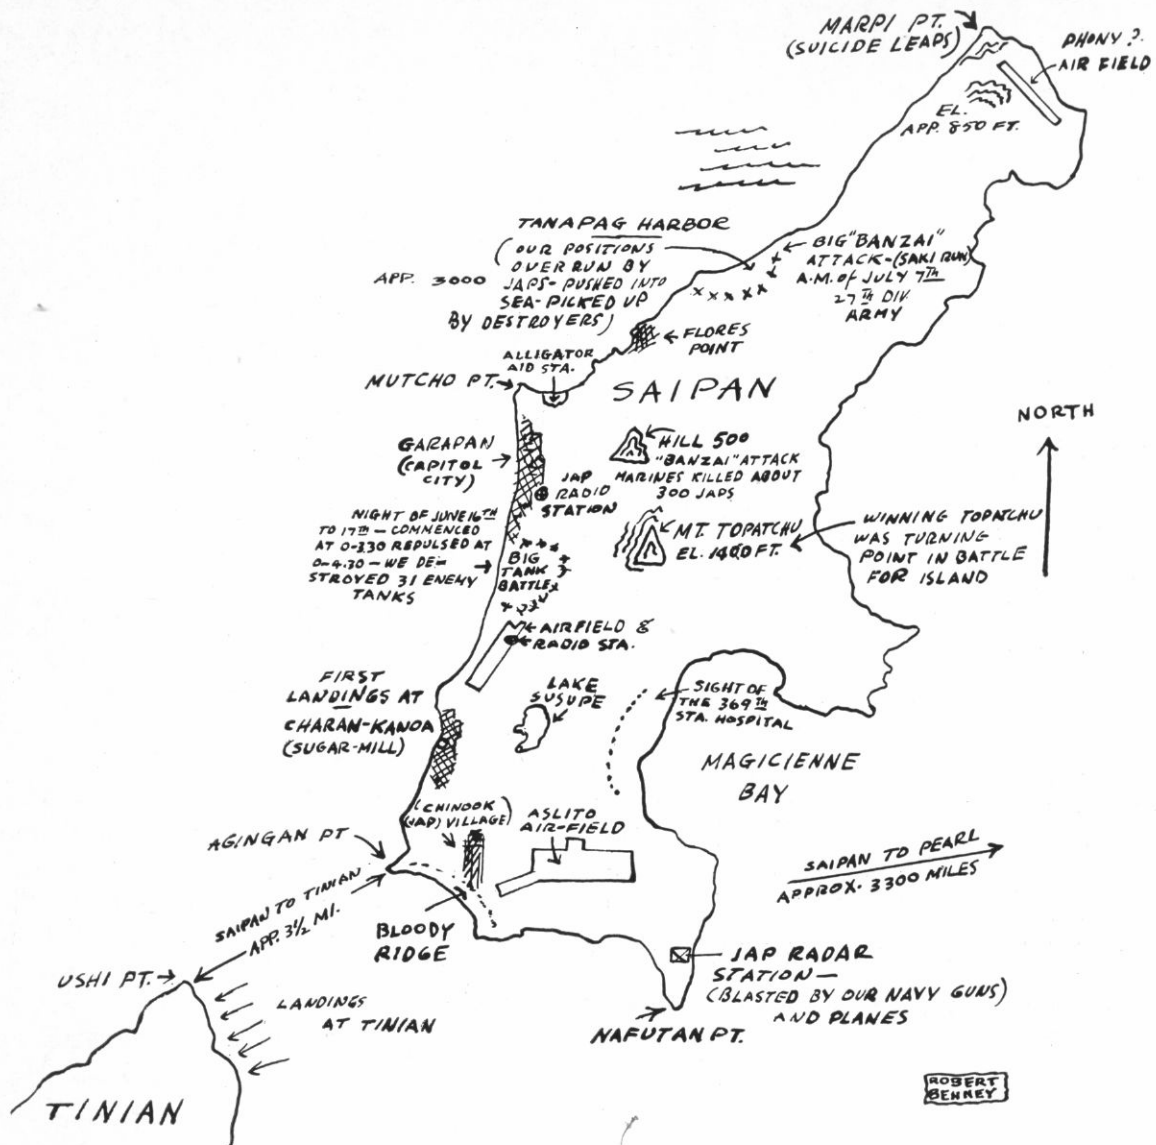 MARPI PT.
(SUICIDE LEAPS)
PHONY?
AIR FIELD
EL.
APP. 850 FT.
TANAPAG HARBOR
(OUR POSITIONS
OVER RUN BY
JAPS- PUSHED INTO
SEA- PICKED UP
BY DESTROYERS)
APP. 3000
BIG "BANZAI"
ATTACK-(SAKI RUN)
A.M. of JULY 7TH
27TH DIV.
ARMY
FLORES
POINT
ALLIGATOR
AID STA.
MUTCHO PT.
SAIPAN
NORTH
GARAPAN
(CAPITOL
CITY)
HILL 500
"BANZAI" ATTACK
MARINES KILLED ABOUT
300 JAPS
JAP
RADIO
STATION
NIGHT OF JUNE 16TH
TO 17TH — COMMENCED
AT 0-330 REPULSED AT
0-4.30 — WE DE-
STROYED 31 ENEMY
TANKS
BIG
TANK
BATTLE
MT. TOPATCHU
EL. 1400 FT.
WINNING TOPATCHU
WAS TURNING
POINT IN BATTLE
FOR ISLAND
AIRFIELD &
RADIO STA.
FIRST
LANDINGS AT
CHARAN-KANOA
(SUGAR-MILL)
LAKE
SUSUPE
SIGHT OF
THE 369TH
STA. HOSPITAL
MAGICIENNE
BAY
(CHINOOK
(JAP) VILLAGE)
ASLITO
AIR-FIELD
AGINGAN PT
SAIPAN TO TINIAN
APP. 3½ MI.
SAIPAN TO PEARL
APPROX. 3300 MILES
BLOODY
RIDGE
USHI PT.
LANDINGS
AT TINIAN
JAP RADAR
STATION —
(BLASTED BY OUR NAVY GUNS)
AND PLANES
NAFUTAN PT.
TINIAN
ROBERT
BENNEY